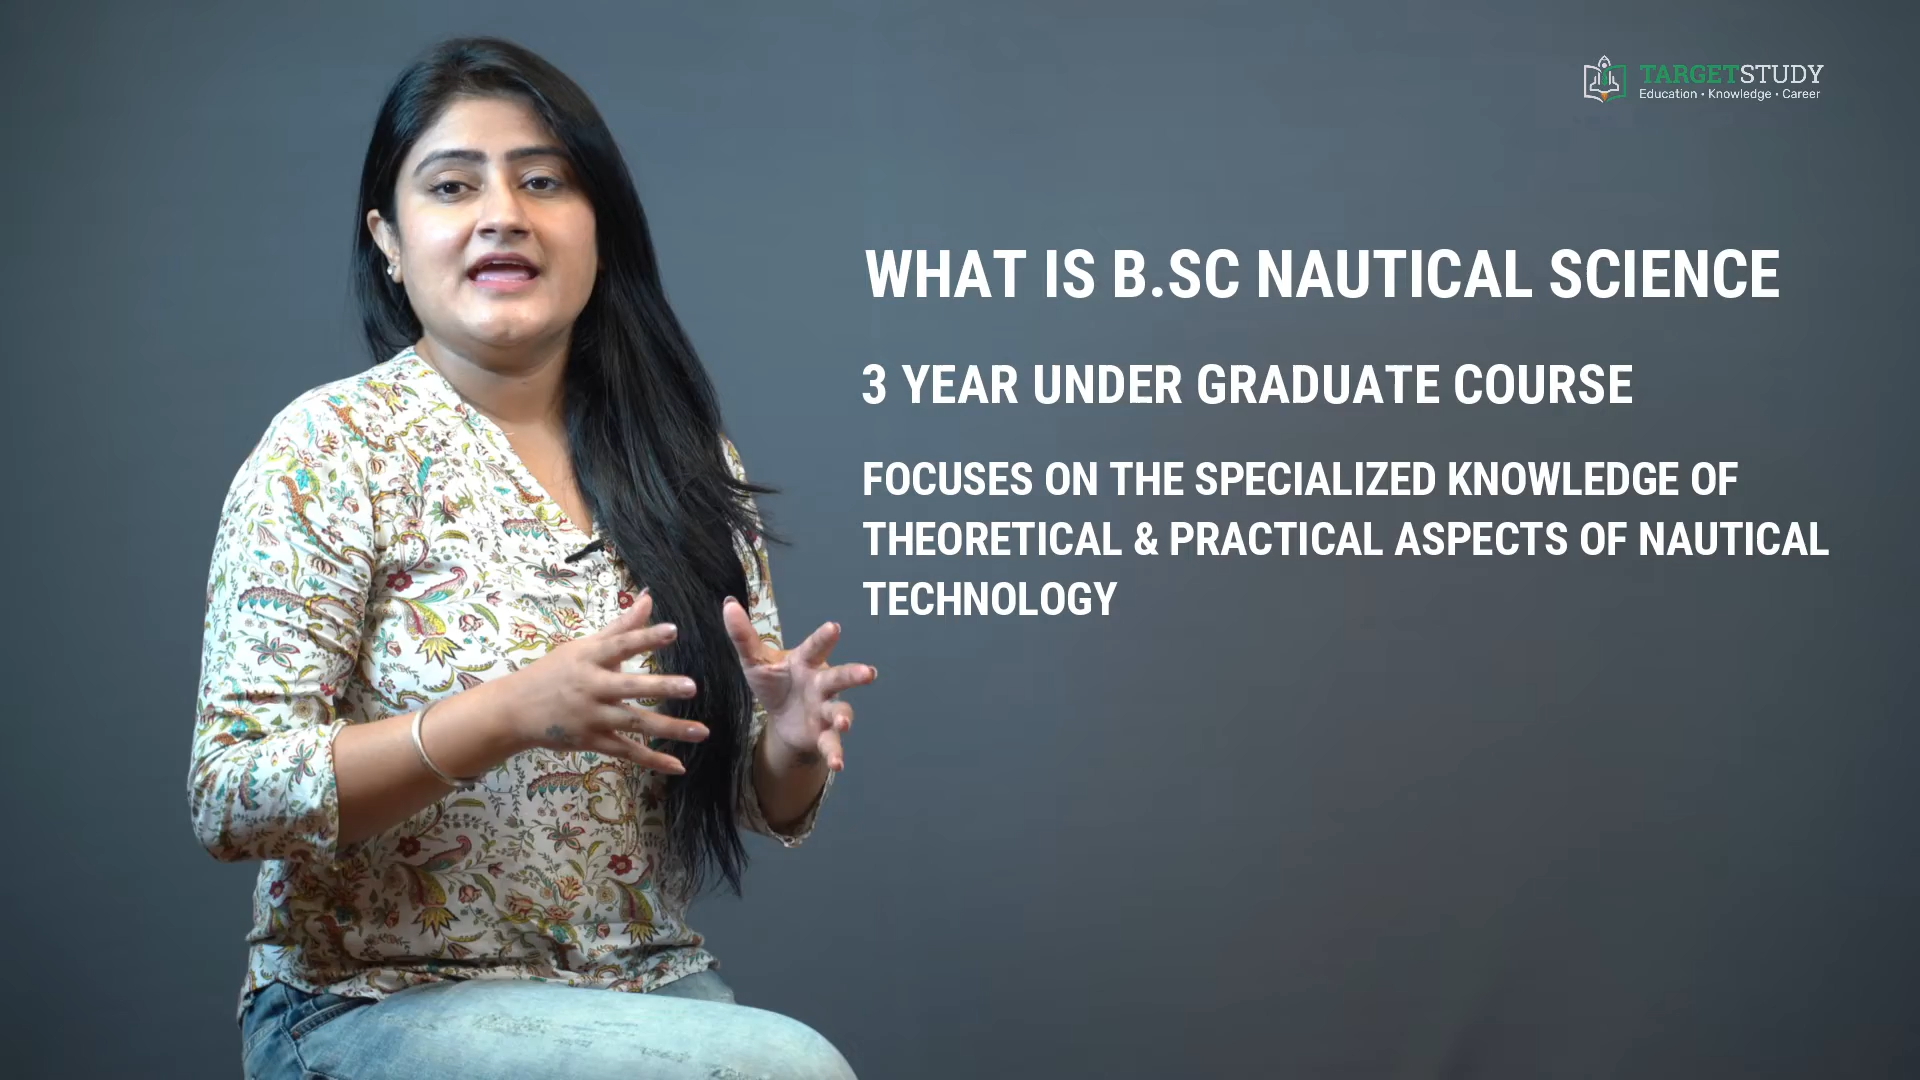 TARGETSTUDY
Education • Knowledge • Career
WHAT IS B.SC NAUTICAL SCIENCE
3 YEAR UNDER GRADUATE COURSE
FOCUSES ON THE SPECIALIZED KNOWLEDGE OF
THEORETICAL & PRACTICAL ASPECTS OF NAUTICAL
TECHNOLOGY